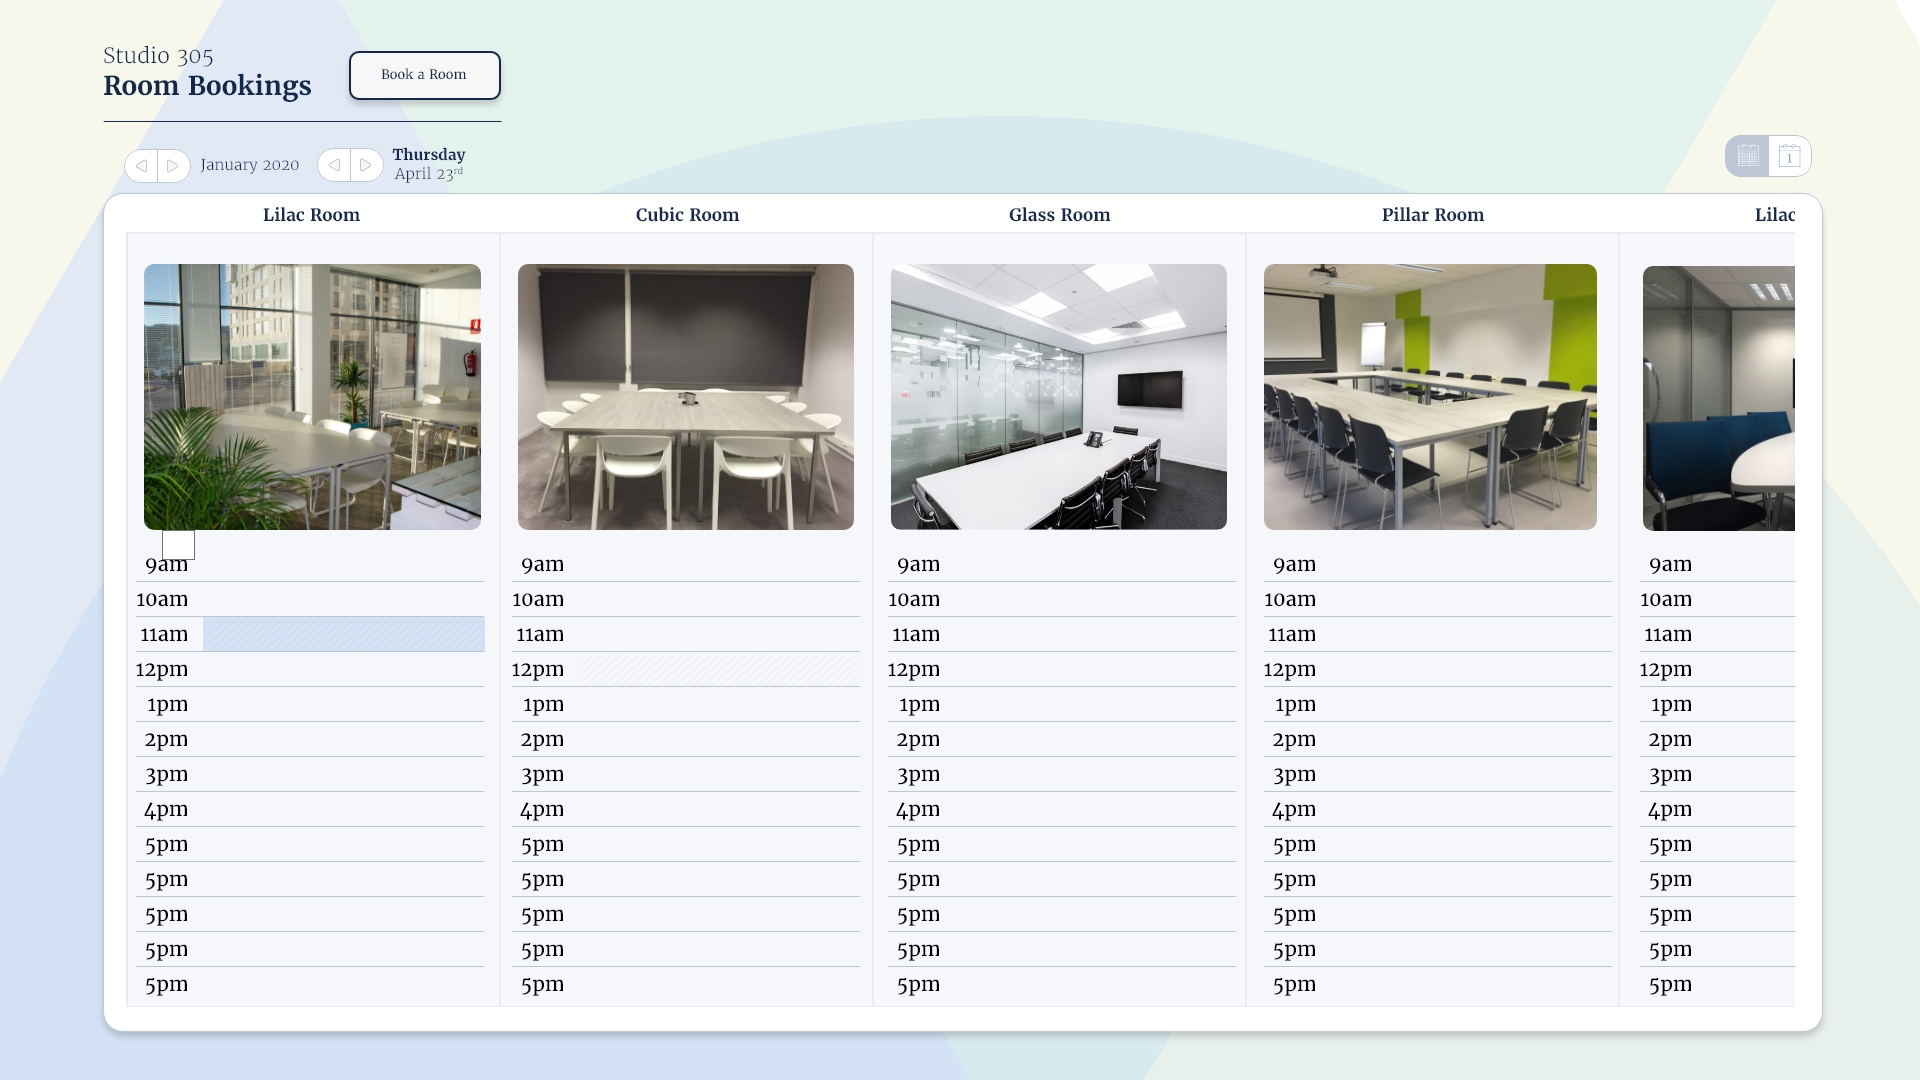 Studio 305
Room Bookings
Book a Room
January 2020
Thursday
April 23rd
1
Lilac Room Cubic Room Glass Room Pillar Room Lilac
9am 9am 9am 9am 9am
10am 10am 10am 10am 10am
11am 11am 11am 11am 11am
12pm 12pm 12pm 12pm 12pm
1pm 1pm 1pm 1pm 1pm
2pm 2pm 2pm 2pm 2pm
3pm 3pm 3pm 3pm 3pm
4pm 4pm 4pm 4pm 4pm
5pm 5pm 5pm 5pm 5pm
5pm 5pm 5pm 5pm 5pm
5pm 5pm 5pm 5pm 5pm
5pm 5pm 5pm 5pm 5pm
5pm 5pm 5pm 5pm 5pm